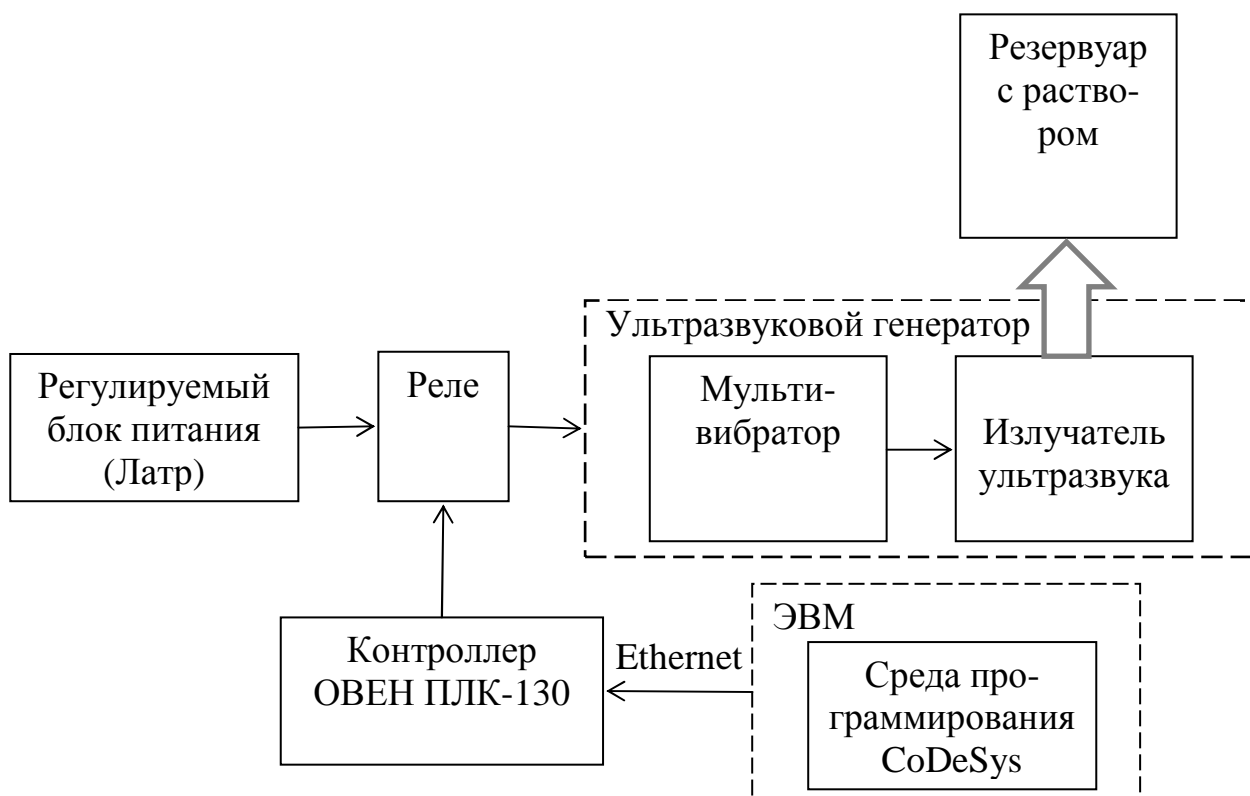 Резервуар
с раство-
ром
Ультразвуковой генератор
Регулируемый
блок питания
(Латр)
Реле
Мульти-
вибратор
Излучатель
ультразвука
Контроллер
ОВЕН ПЛК-130
Ethernet
ЭВМ
Среда про-
граммирования
CoDeSys